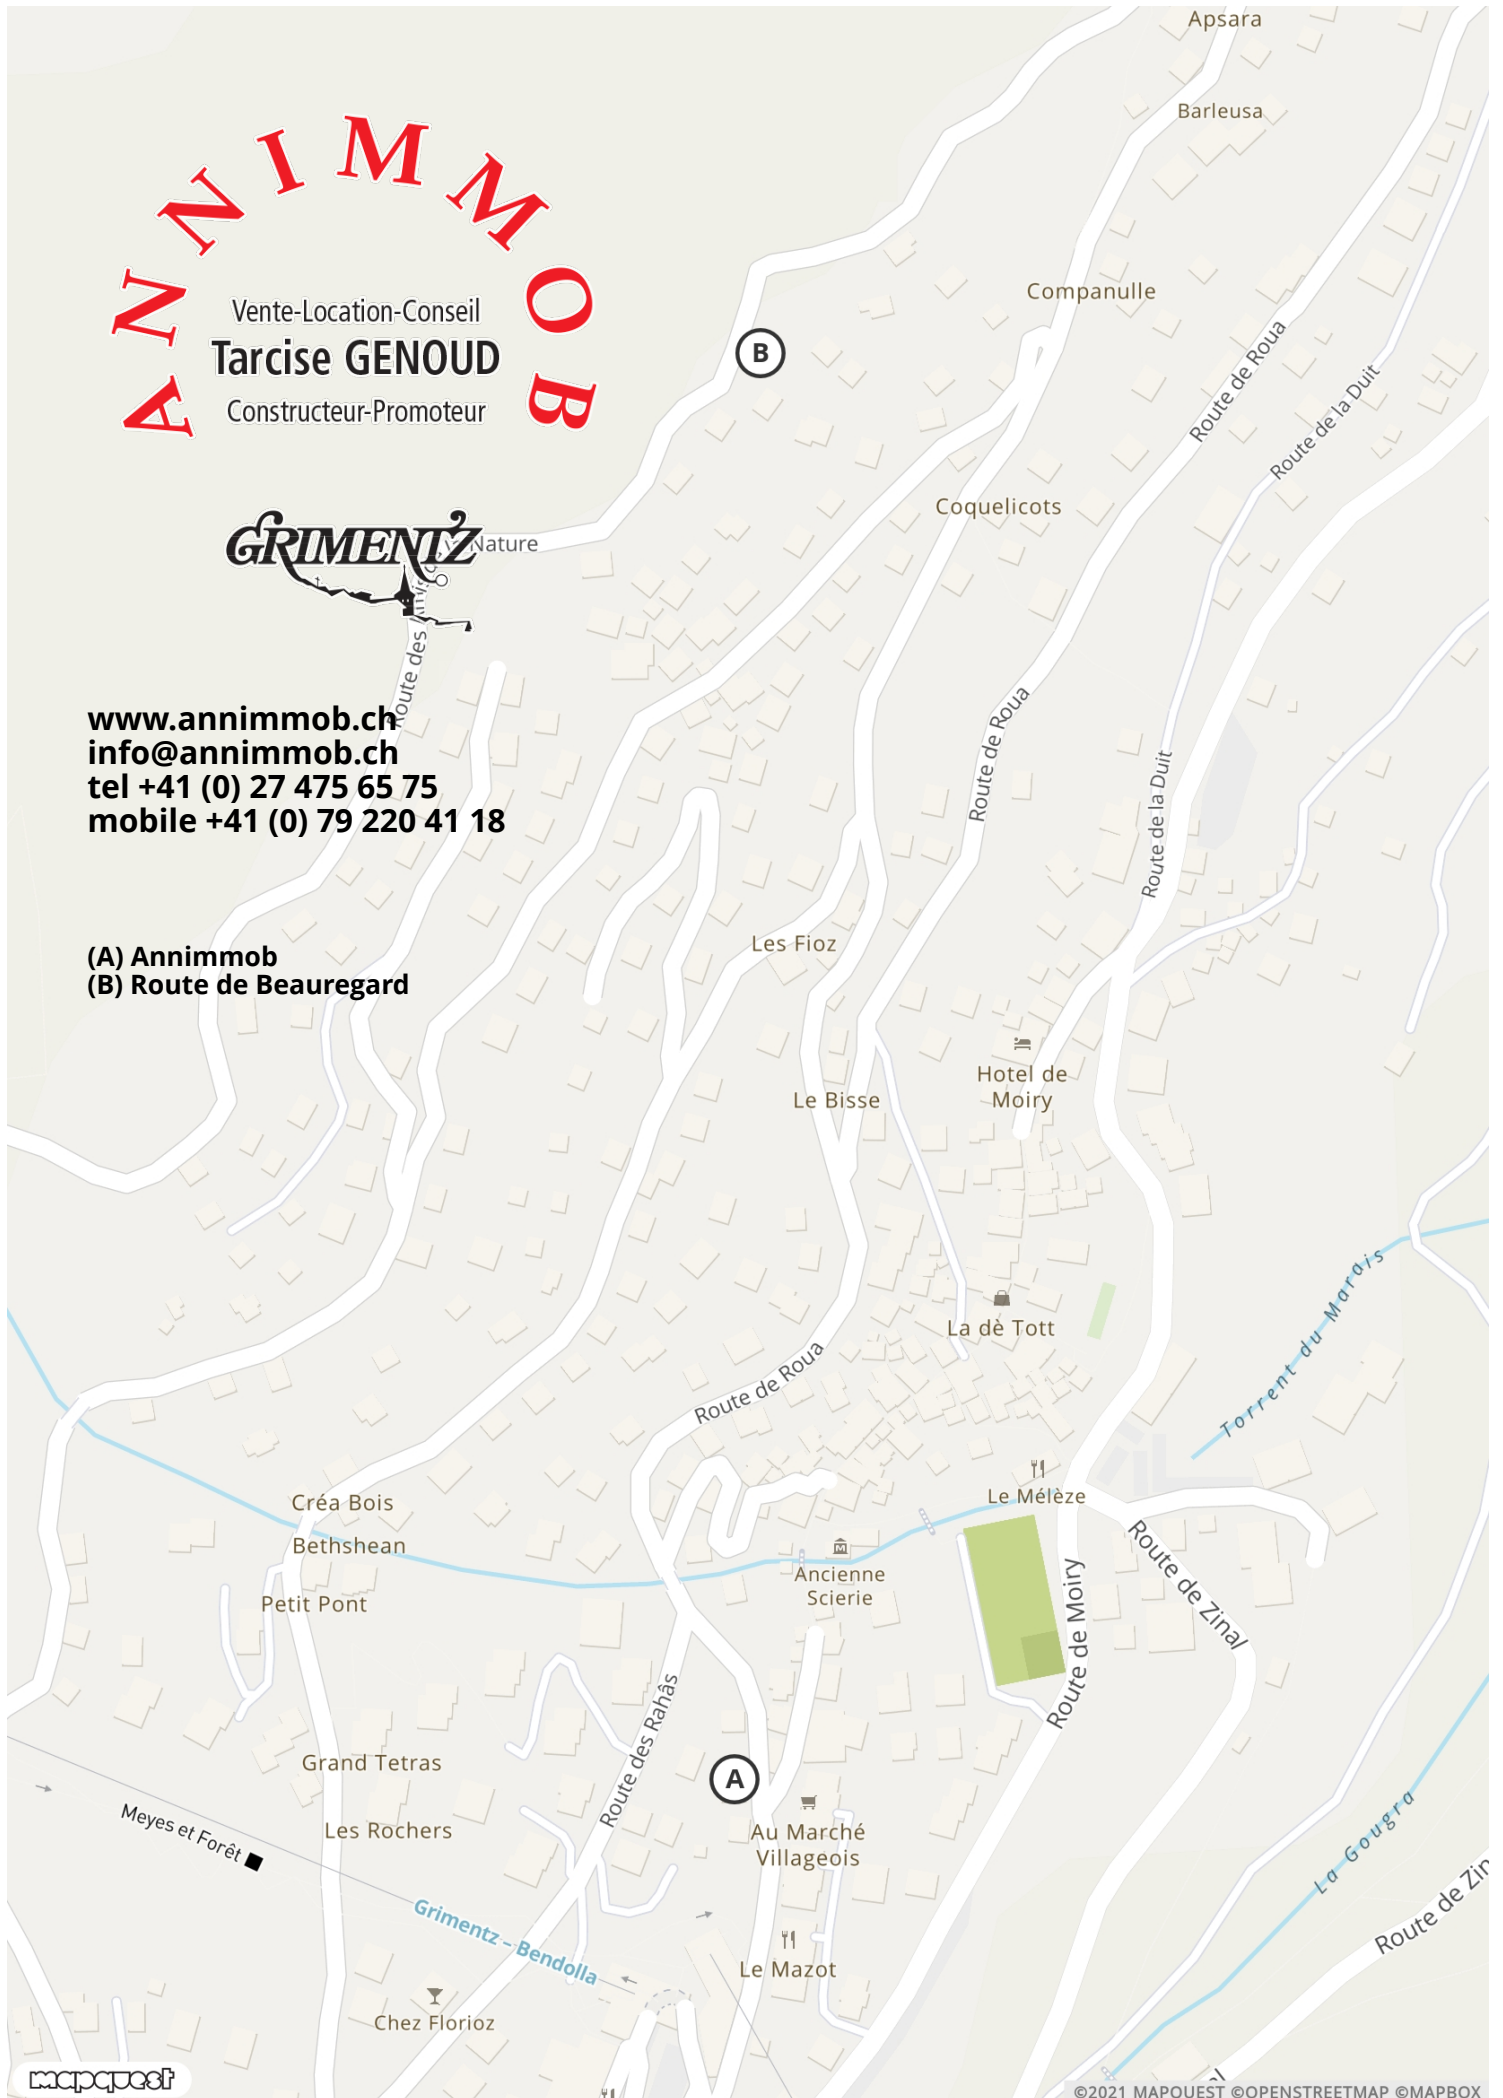 Apsara
Barleusa
ANNIMMOB
Vente-Location-Conseil
Tarcise GENOUD
Constructeur-Promoteur
Companulle
B
Route de Roua
Route de la Duit
Coquelicots
GRIMENTZ
Nature
Route des Amis
www.annimmob.ch
info@annimmob.ch
tel +41 (0) 27 475 65 75
mobile +41 (0) 79 220 41 18
Route de Roua
Route de la Duit
Les Fioz
(A) Annimmob
(B) Route de Beauregard
Hotel de
Moiry
Le Bisse
La dè Tott
Torrent du Marais
Route de Roua
Le Mélèze
Créa Bois
Bethshean
Ancienne
Scierie
Petit Pont
Route de Zinal
Route de Moiry
Route des Rahâs
Grand Tetras
A
Meyes et Forêt
Les Rochers
Au Marché
Villageois
La Gougra
Grimentz – Bendolla
Route de Zin
Le Mazot
Chez Florioz
mapquest
©2021 MAPQUEST ©OPENSTREETMAP ©MAPBOX